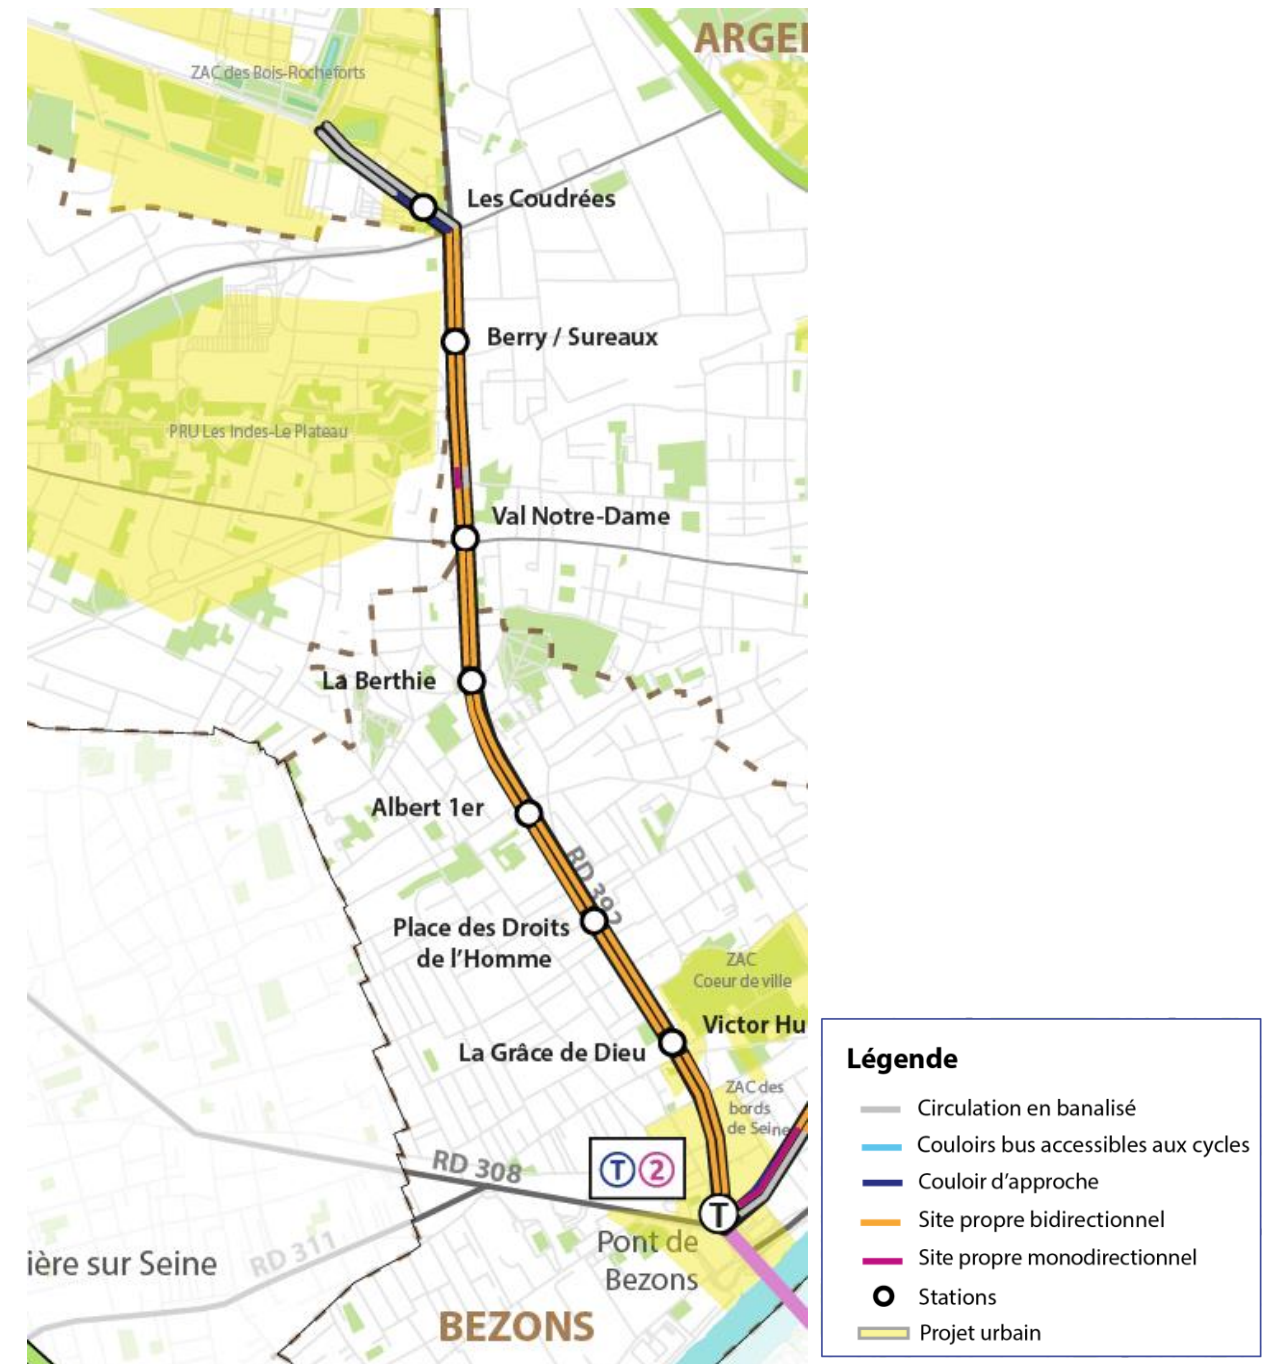 ARGE
ZAC des Bois-Rocheforts
Les Coudrées
Berry / Sureaux
PRU Les Indes-Le Plateau
Val Notre-Dame
La Berthie
Albert 1er
RD 392
Place des Droits
de l'Homme
ZAC
Coeur de ville
Victor Hu
La Grâce de Dieu
ZAC des
bords
de Seine
T 2
RD 308
T
Pont de
Bezons
RD 311
ière sur Seine
BEZONS
Légende
Circulation en banalisé
Couloirs bus accessibles aux cycles
Couloir d'approche
Site propre bidirectionnel
Site propre monodirectionnel
Stations
Projet urbain